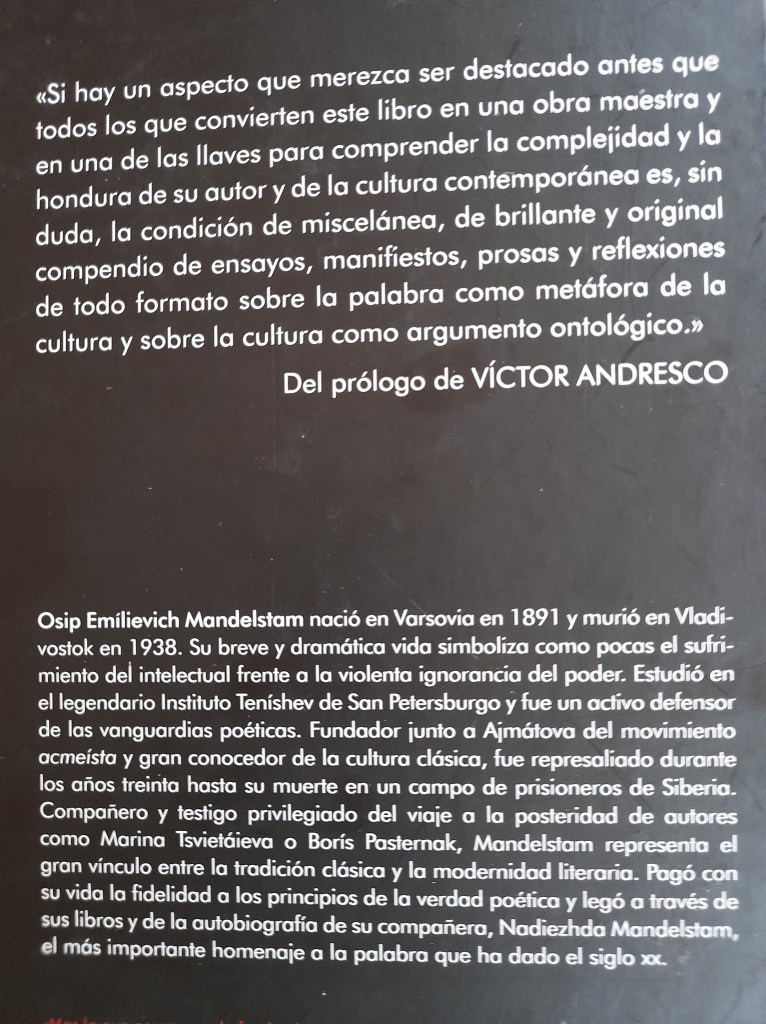 «Si hay un aspecto que merezca ser destacado antes que
todos los que convierten este libro en una obra maestra y
en una de las llaves para comprender la complejidad y la
hondura de su autor y de la cultura contemporánea es, sin
duda, la condición de miscelánea, de brillante y original
compendio de ensayos, manifiestos, prosas y reflexiones
de todo formato sobre la palabra como metáfora de la
cultura y sobre la cultura como argumento ontológico.»
Del prólogo de VÍCTOR ANDRESCO
Osip Emílievich Mandelstam nació en Varsovia en 1891 y murió en Vladi-
vostok en 1938. Su breve y dramática vida simboliza como pocas el sufri-
miento del intelectual frente a la violenta ignorancia del poder. Estudió en
el legendario Instituto Teníshev de San Petersburgo y fue un activo defensor
de las vanguardias poéticas. Fundador junto a Ajmátova del movimiento
acmeísta y gran conocedor de la cultura clásica, fue represaliado durante
los años treinta hasta su muerte en un campo de prisioneros de Siberia.
Compañero y testigo privilegiado del viaje a la posteridad de autores
como Marina Tsvietáieva o Borís Pasternak, Mandelstam representa el
gran vínculo entre la tradición clásica y la modernidad literaria. Pagó con
su vida la fidelidad a los principios de la verdad poética y legó a través de
sus libros y de la autobiografía de su compañera, Nadiezhda Mandelstam,
el más importante homenaje a la palabra que ha dado el siglo XX.